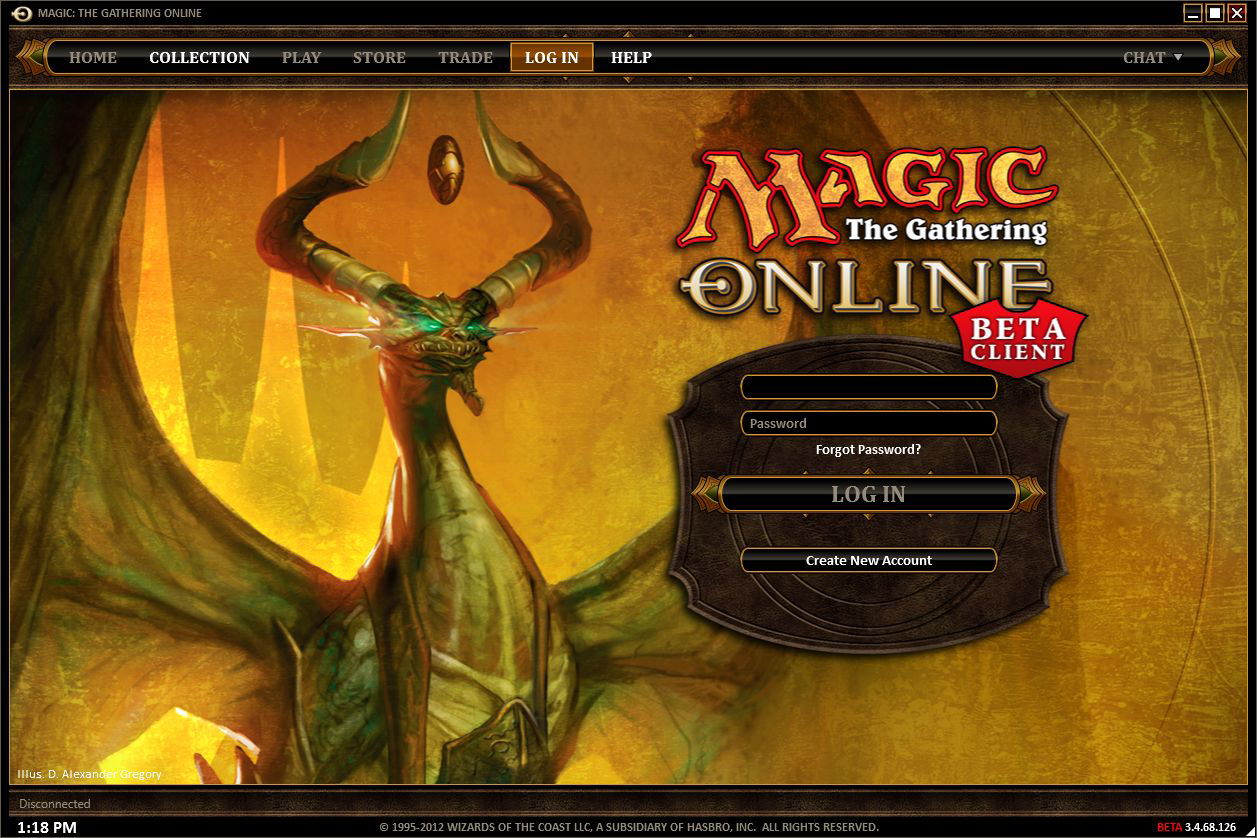 MAGIC: THE GATHERING ONLINE
HOME COLLECTION PLAY STORE TRADE LOG IN HELP CHAT
MAGIC
The Gathering
ONLINE
BETA
CLIENT
Password
Forgot Password?
LOG IN
Create New Account
Illus. D. Alexander Gregory
Disconnected
1:18 PM © 1995-2012 WIZARDS OF THE COAST LLC, A SUBSIDIARY OF HASBRO, INC. ALL RIGHTS RESERVED. BETA 3.4.68.126